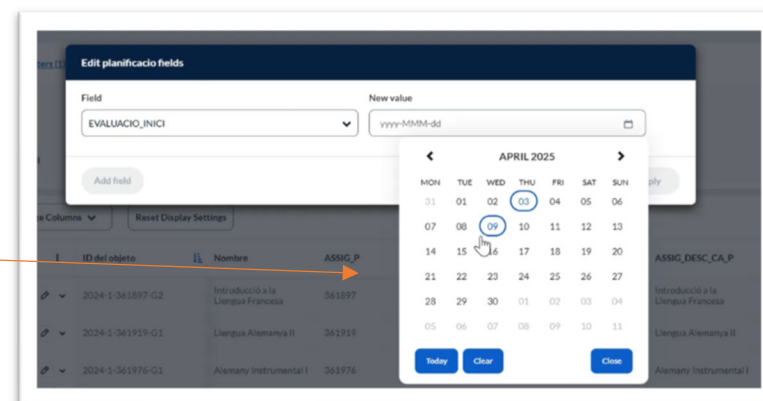 ters (1)
Edit planificacio fields
Field
New value
EVALUACIO_INICI
yyyy-MMM-dd
Add field
ply
APRIL 2025
MON TUE WED THU FRI SAT SUN
31 01 02 03 04 05 06
07 08 09 10 11 12 13
14 15 16 17 18 19 20
21 22 23 24 25 26 27
28 29 30 01 02 03 04
05 06 07 08 09 10 11
Today Clear Close
ge Columns
Reset Display Settings
ID del objeto Nombre ASSIG_P ASSIG_DESC_CA_P
2024-1-361897-G2 Introducció a la Llengua Francesa 361897 Introducció a la Llengua Francesa
2024-1-361919-G1 Llengua Alemanya II 361919 Llengua Alemanya II
2024-1-361976-G1 Alemany Instrumental I 361976 Alemany Instrumental I